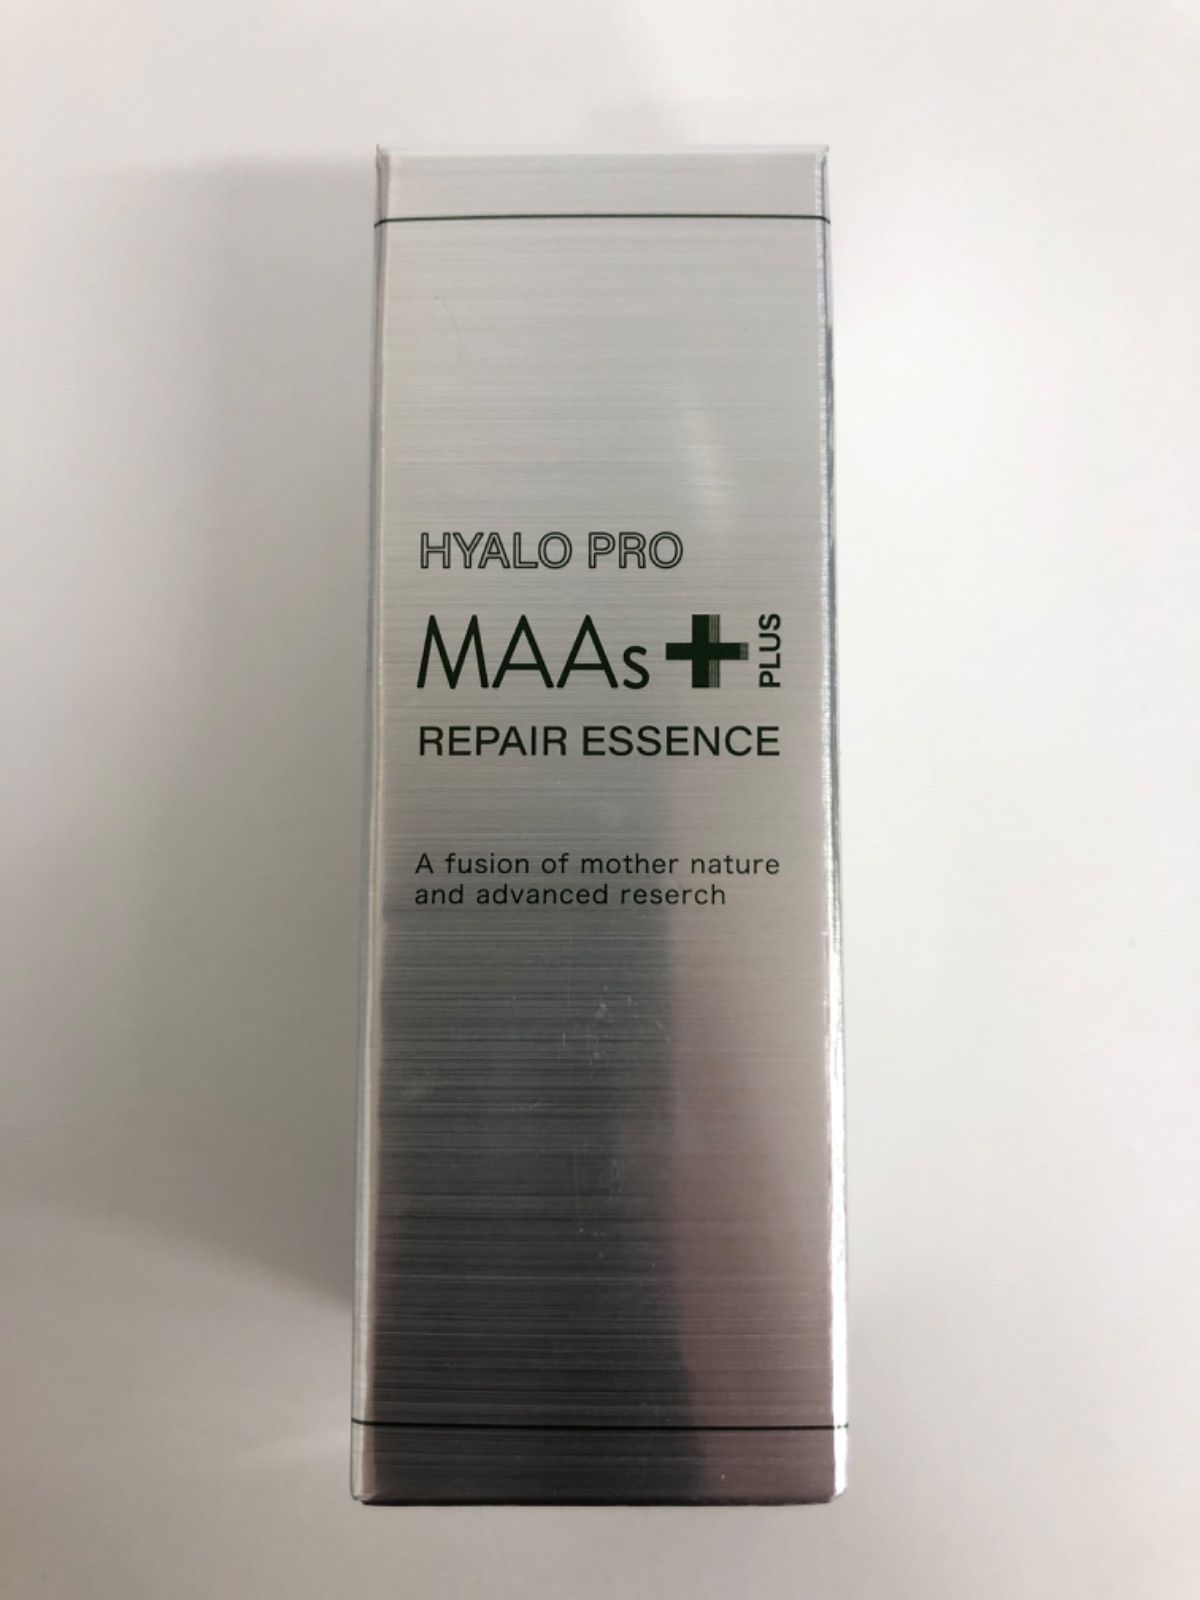 HYALO PRO
MAAs+ PLUS
REPAIR ESSENCE
A fusion of mother nature
and advanced reserch